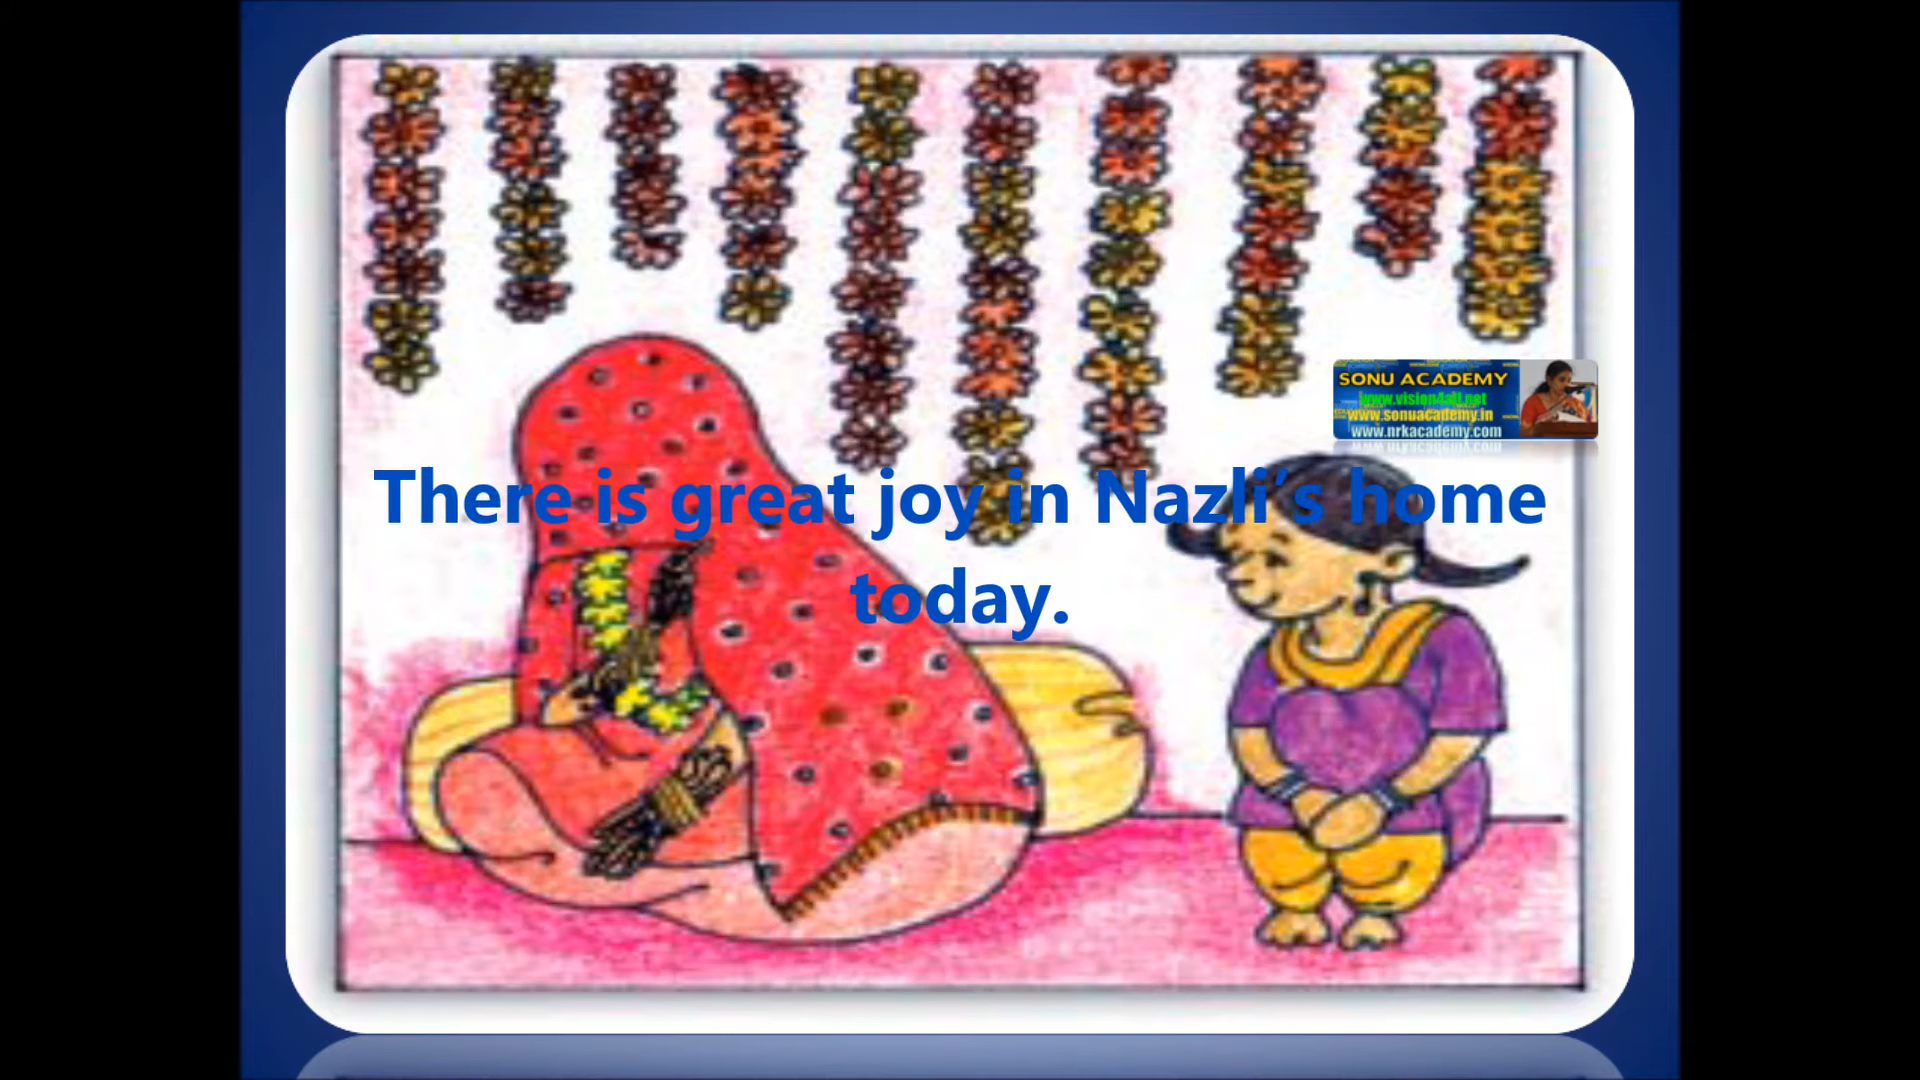 SONU ACADEMY
www.vision4all.net
www.sonuacademy.in
www.nrkacademy.com
There is great joy in Nazli's home
today.